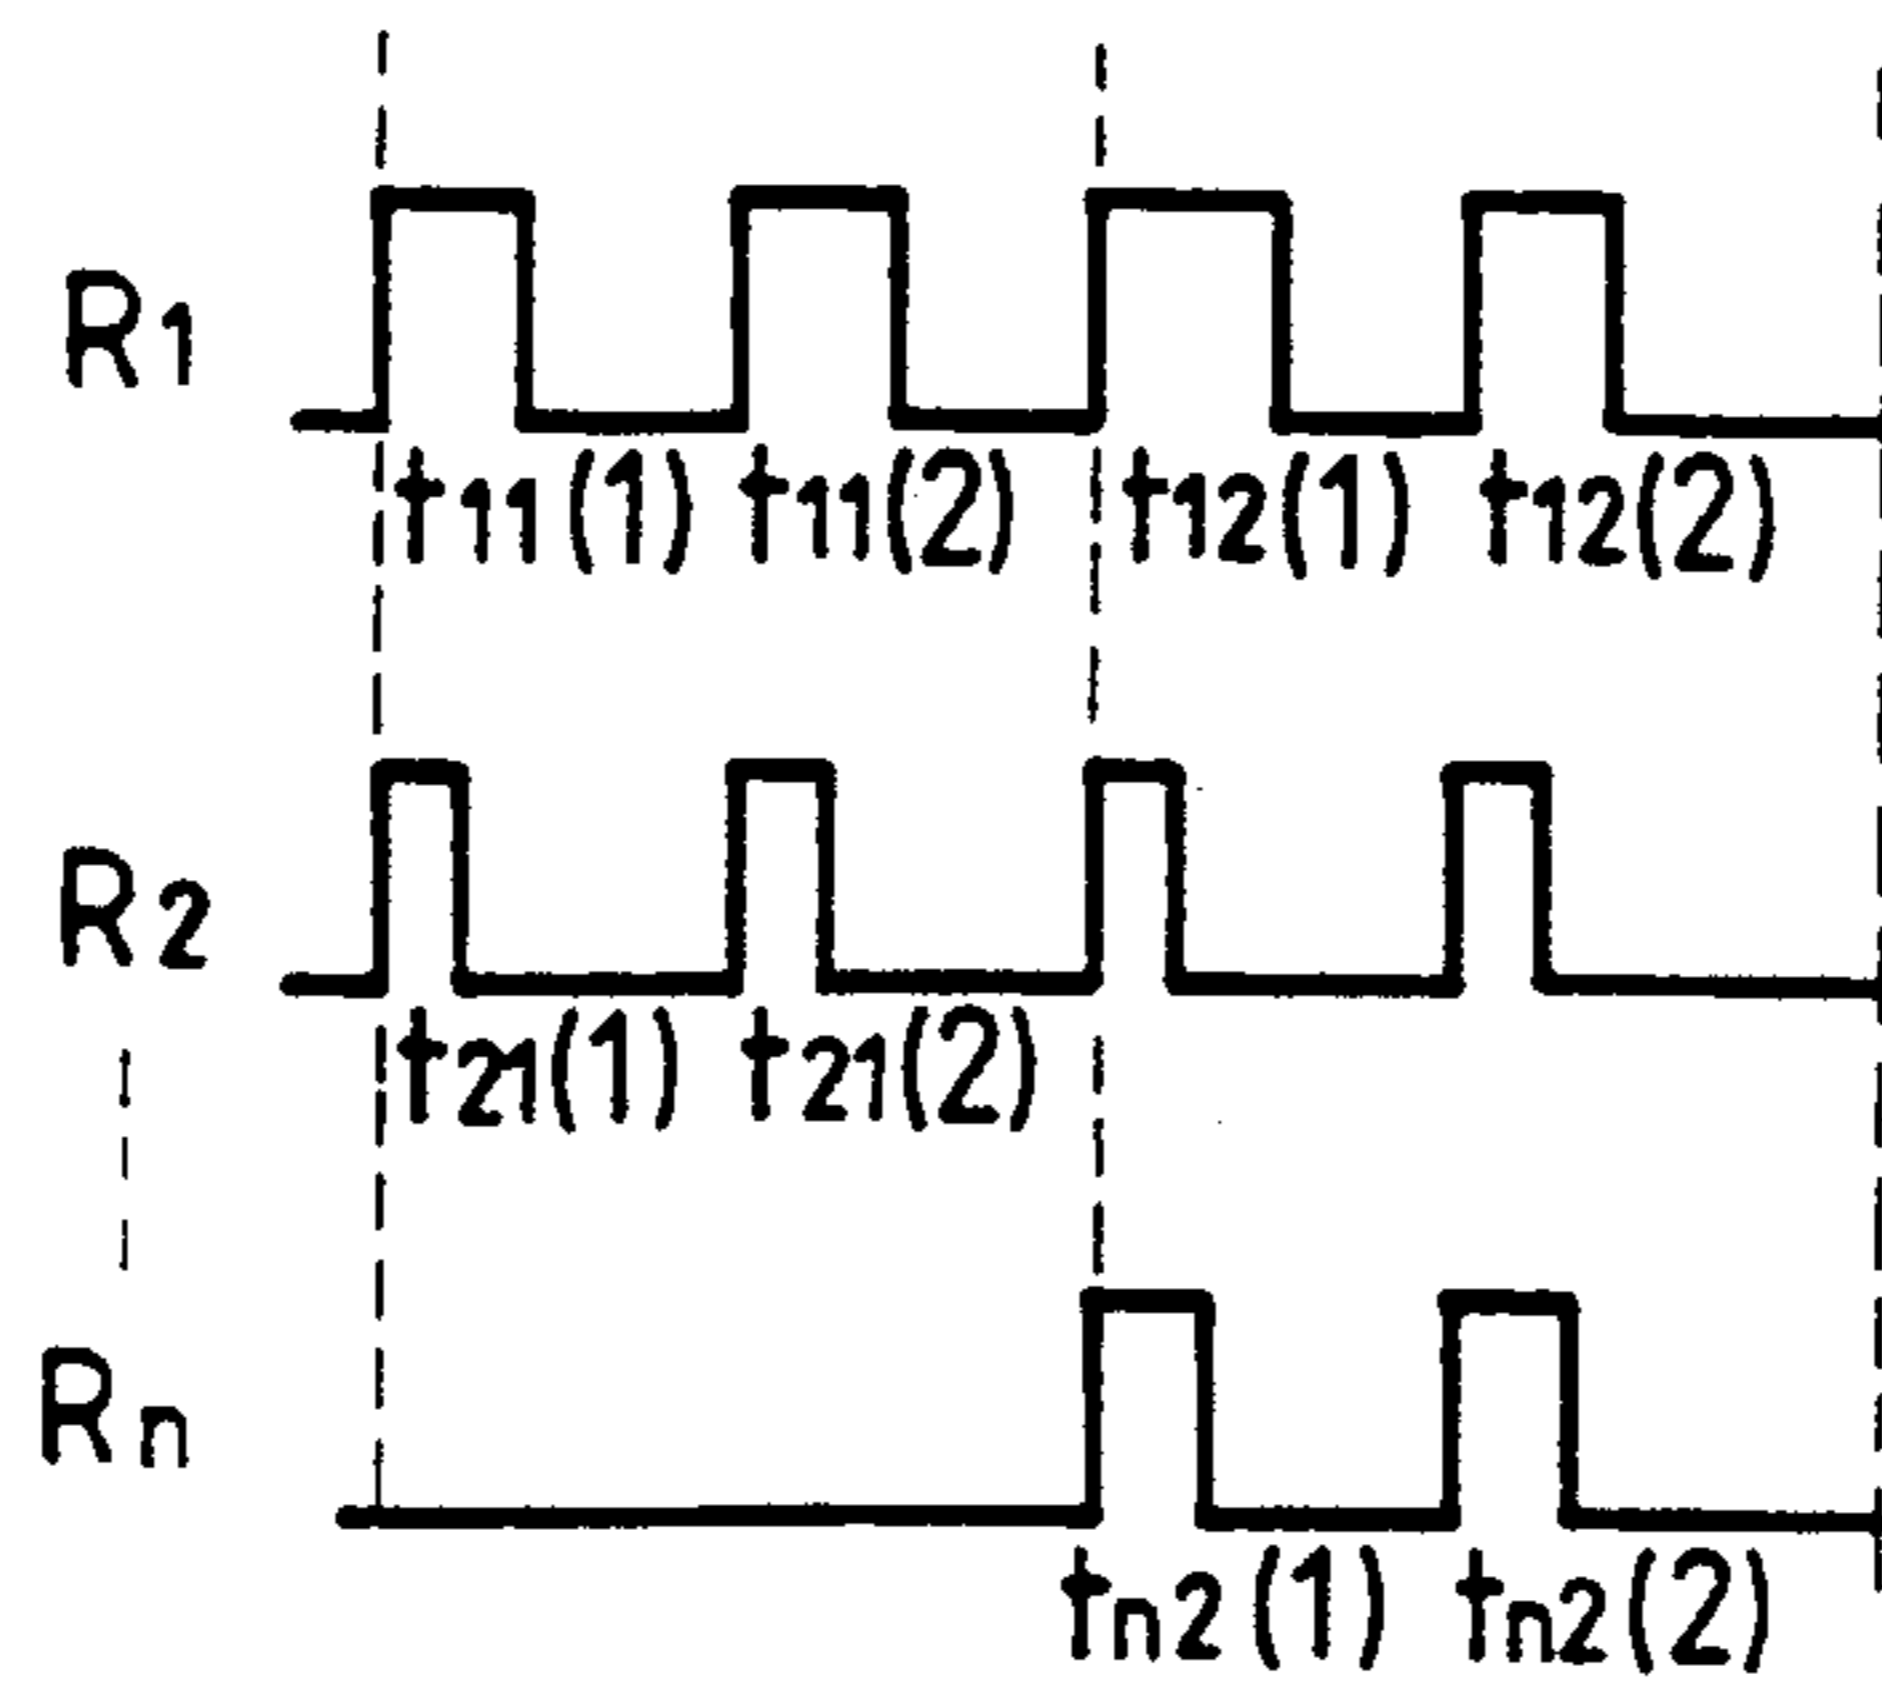 R1
t11(1) t11(2) t12(1) t12(2)
R2
t21(1) t21(2)
Rn
tn2(1) tn2(2)